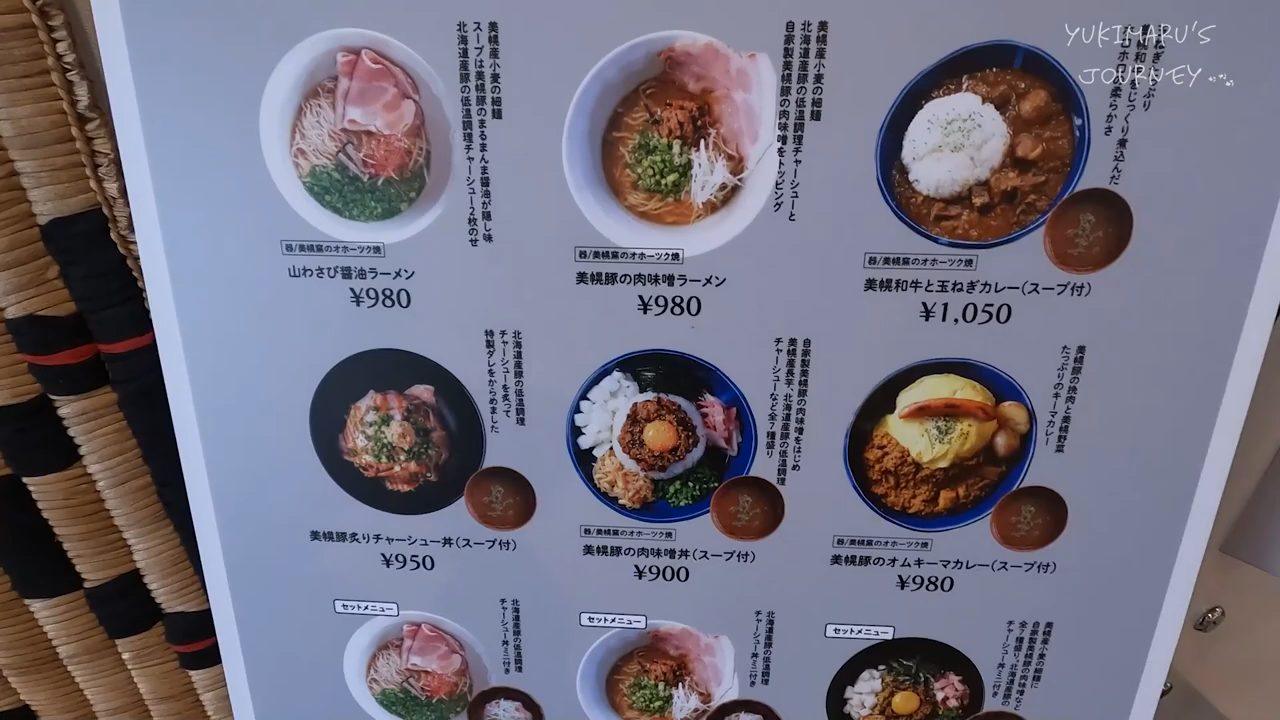 YUKIMARU'S
JOURNEY
美幌産小麦の細麺
スープは美幌豚のまるまんま醤油が隠し味
北海道産豚の低温調理チャーシュー2枚のせ
器/美幌窯のオホーツク焼
山わさび醤油ラーメン
¥980
美幌産小麦の細麺
北海道産豚の低温調理チャーシューと
自家製美幌豚の肉味噌をトッピング
器/美幌窯のオホーツク焼
美幌豚の肉味噌ラーメン
¥980
器/美幌窯のオホーツク焼
美幌和牛と玉ねぎカレー(スープ付)
¥1,050
北海道産豚の低温調理
チャーシューを炙って
特製ダレをからめました
美幌豚炙りチャーシュー丼(スープ付)
¥950
自家製美幌豚の肉味噌をはじめ
美幌産長芋、北海道産豚の低温調理
チャーシューなど全7種盛り
器/美幌窯のオホーツク焼
美幌豚の肉味噌丼(スープ付)
¥900
美幌豚の挽肉と美幌野菜
たっぷりのキーマカレー
器/美幌窯のオホーツク焼
美幌豚のオムキーマカレー(スープ付)
¥980
セットメニュー
北海道産豚の低温調理
チャーシュー丼ミニ付き
セットメニュー
北海道産豚の低温調理
チャーシュー丼ミニ付き
セットメニュー
美幌産小麦の細麺に
自家製美幌豚の肉味噌など
全7種盛り。北海道産豚の
チャーシュー丼ミニ付き